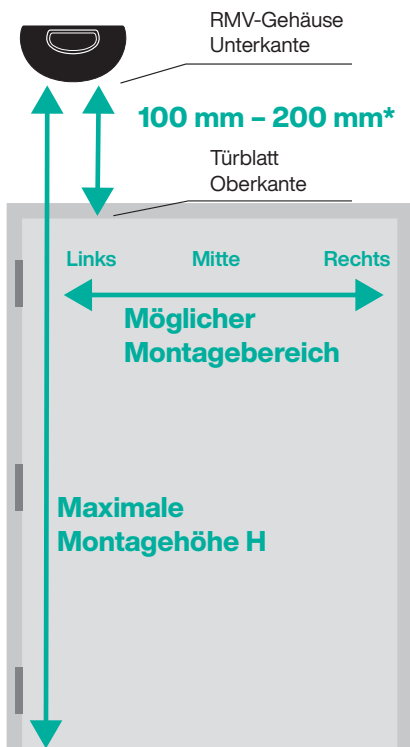 RMV-Gehäuse
Unterkante
100 mm – 200 mm*
Türblatt
Oberkante
Links Mitte Rechts
Möglicher
Montagebereich
Maximale
Montagehöhe H